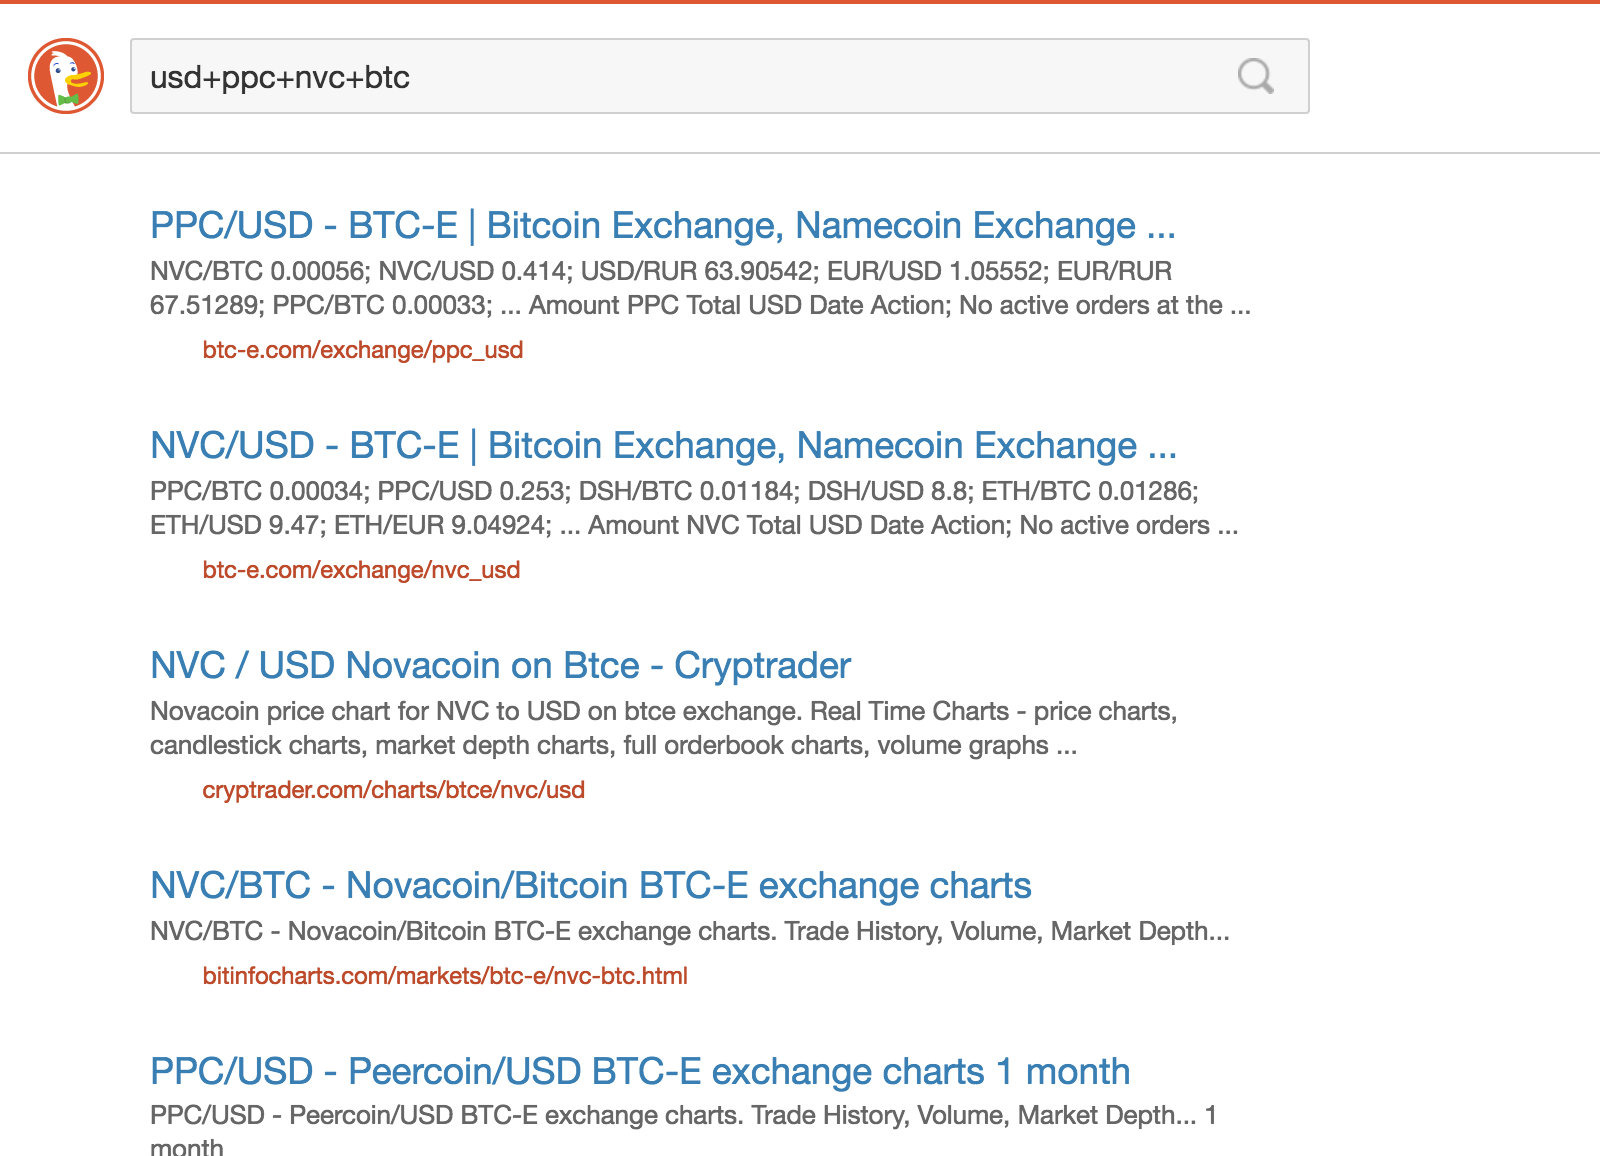 usd+ppc+nvc+btc
PPC/USD - BTC-E | Bitcoin Exchange, Namecoin Exchange ...
NVC/BTC 0.00056; NVC/USD 0.414; USD/RUR 63.90542; EUR/USD 1.05552; EUR/RUR
67.51289; PPC/BTC 0.00033; ... Amount PPC Total USD Date Action; No active orders at the ...
btc-e.com/exchange/ppc_usd
NVC/USD - BTC-E | Bitcoin Exchange, Namecoin Exchange ...
PPC/BTC 0.00034; PPC/USD 0.253; DSH/BTC 0.01184; DSH/USD 8.8; ETH/BTC 0.01286;
ETH/USD 9.47; ETH/EUR 9.04924; ... Amount NVC Total USD Date Action; No active orders ...
btc-e.com/exchange/nvc_usd
NVC / USD Novacoin on Btce - Cryptrader
Novacoin price chart for NVC to USD on btce exchange. Real Time Charts - price charts,
candlestick charts, market depth charts, full orderbook charts, volume graphs ...
cryptrader.com/charts/btce/nvc/usd
NVC/BTC - Novacoin/Bitcoin BTC-E exchange charts
NVC/BTC - Novacoin/Bitcoin BTC-E exchange charts. Trade History, Volume, Market Depth...
bitinfocharts.com/markets/btc-e/nvc-btc.html
PPC/USD - Peercoin/USD BTC-E exchange charts 1 month
PPC/USD - Peercoin/USD BTC-E exchange charts. Trade History, Volume, Market Depth... 1
month